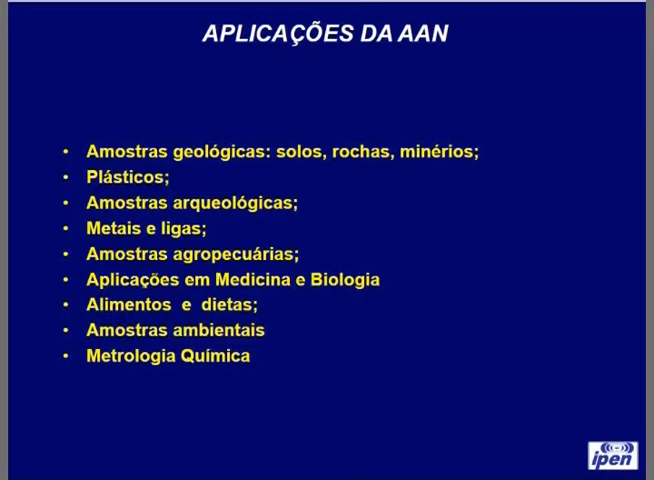 APLICAÇÕES DA AAN
• Amostras geológicas: solos, rochas, minérios;
• Plásticos;
• Amostras arqueológicas;
• Metais e ligas;
• Amostras agropecuárias;
• Aplicações em Medicina e Biologia
• Alimentos e dietas;
• Amostras ambientais
• Metrologia Química
ipen